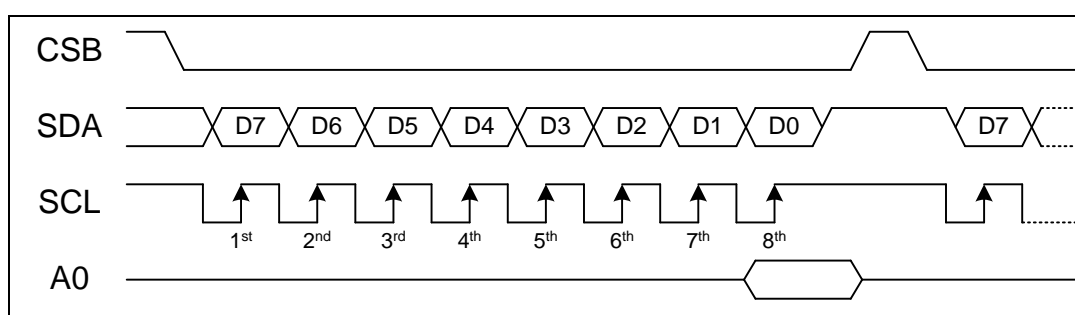 CSB
SDA D7 D6 D5 D4 D3 D2 D1 D0 D7
SCL
1st 2nd 3rd 4th 5th 6th 7th 8th
A0